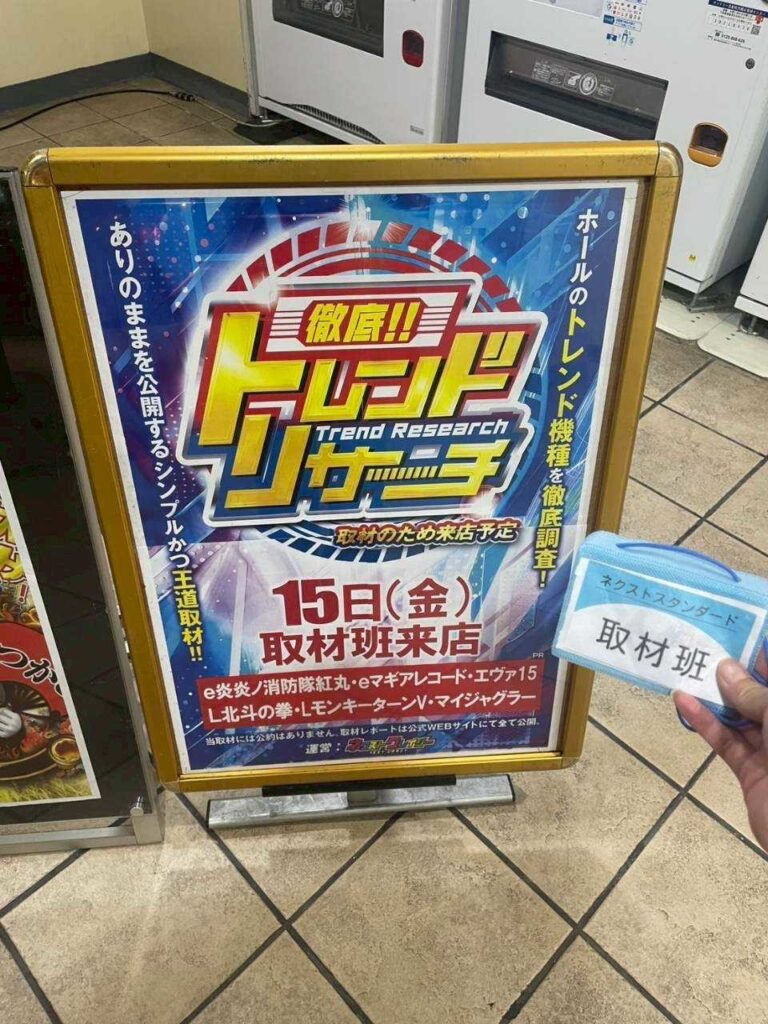 ホールのトレンド機種を徹底調査!
徹底!!
トレンド
Trend Research
リサーチ
取材のため来店予定
ありのままを公開するシンプルかつ王道取材!!
15日(金)
取材班来店
PR
e炎炎ノ消防隊紅丸・eマギアレコード・エヴァ15
L北斗の拳・LモンキーターンV・マイジャグラー
当取材には公約はありません。取材レポートは公式WEBサイトにて全て公開。
運営:
ネクストスタンダード
取材班